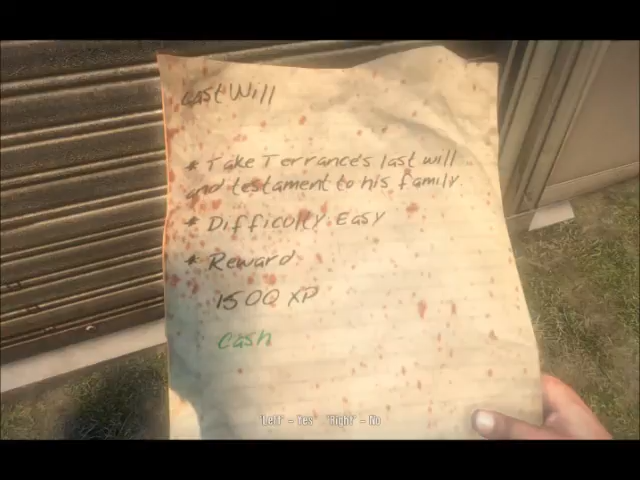 Last Will
* Take Terrance's last will
and testament to his family
* Difficulty: Easy
* Reward
1500 XP
Cash
'Left' - Yes 'Right' - No